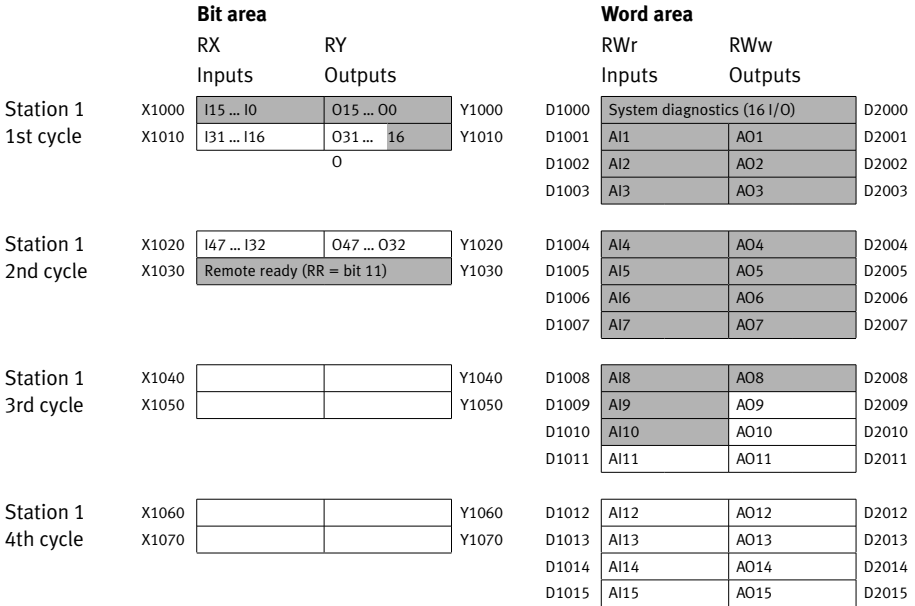 Bit area Word area
RX RY RWr RWw
Inputs Outputs Inputs Outputs
Station 1 X1000 I15 ... I0 O15 ... O0 Y1000 D1000 System diagnostics (16 I/O) D2000
1st cycle X1010 I31 ... I16 O31 ... 16 Y1010 D1001 AI1 AO1 D2001
O D1002 AI2 AO2 D2002
D1003 AI3 AO3 D2003
Station 1 X1020 I47 ... I32 O47 ... O32 Y1020 D1004 AI4 AO4 D2004
2nd cycle X1030 Remote ready (RR = bit 11) Y1030 D1005 AI5 AO5 D2005
D1006 AI6 AO6 D2006
D1007 AI7 AO7 D2007
Station 1 X1040 Y1040 D1008 AI8 AO8 D2008
3rd cycle X1050 Y1050 D1009 AI9 AO9 D2009
D1010 AI10 AO10 D2010
D1011 AI11 AO11 D2011
Station 1 X1060 Y1060 D1012 AI12 AO12 D2012
4th cycle X1070 Y1070 D1013 AI13 AO13 D2013
D1014 AI14 AO14 D2014
D1015 AI15 AO15 D2015